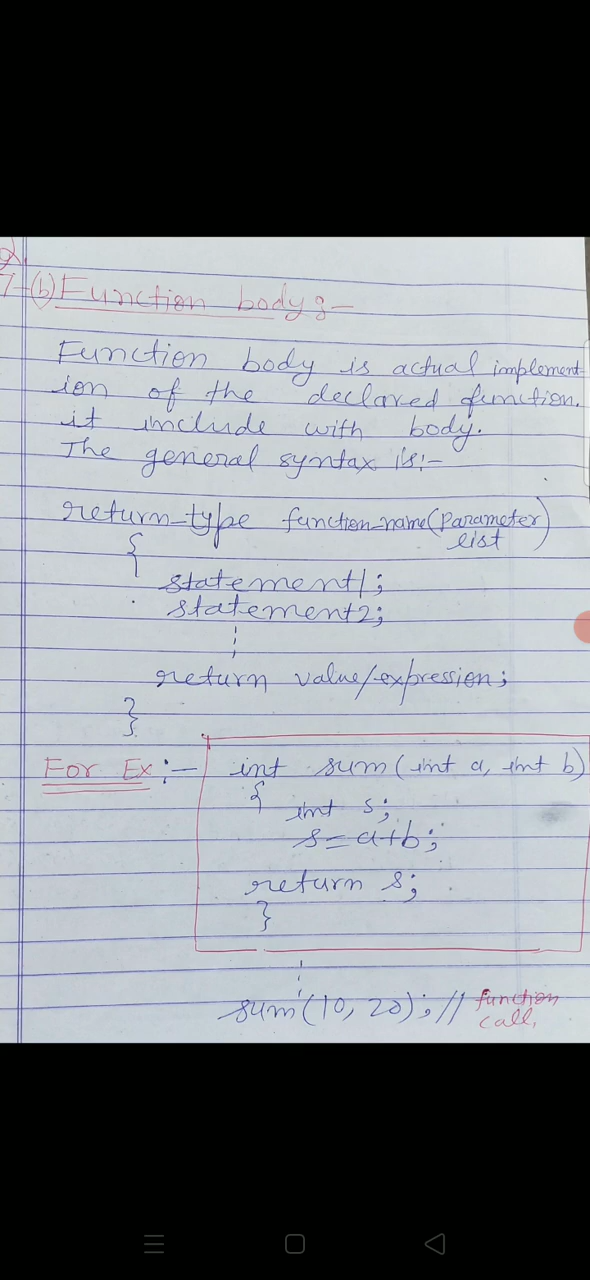 7-(b) Function body :-
Function body is actual implement
ion of the declared function.
it include with body.
The general syntax is:-
return-type function_name(Parameter
list)
{
statement1;
statement2;
return value/expression;
}
For Ex :- int sum(int a, int b)
{
int s;
s=a+b;
return s;
}
sum(10, 20); // function
call,